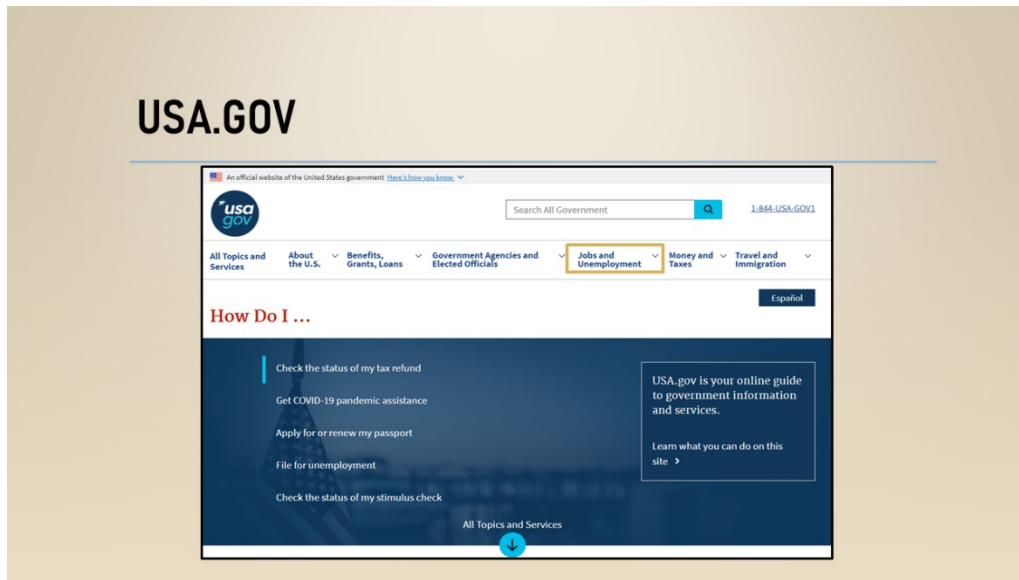 USA.GOV
An official website of the United States government Here's how you know
usa
gov
Search All Government
1-844-USA-GOV1
All Topics and
Services
About
the U.S.
Benefits,
Grants, Loans
Government Agencies and
Elected Officials
Jobs and
Unemployment
Money and
Taxes
Travel and
Immigration
Español
How Do I ...
Check the status of my tax refund
Get COVID-19 pandemic assistance
Apply for or renew my passport
File for unemployment
Check the status of my stimulus check
USA.gov is your online guide
to government information
and services.
Learn what you can do on this
site >
All Topics and Services